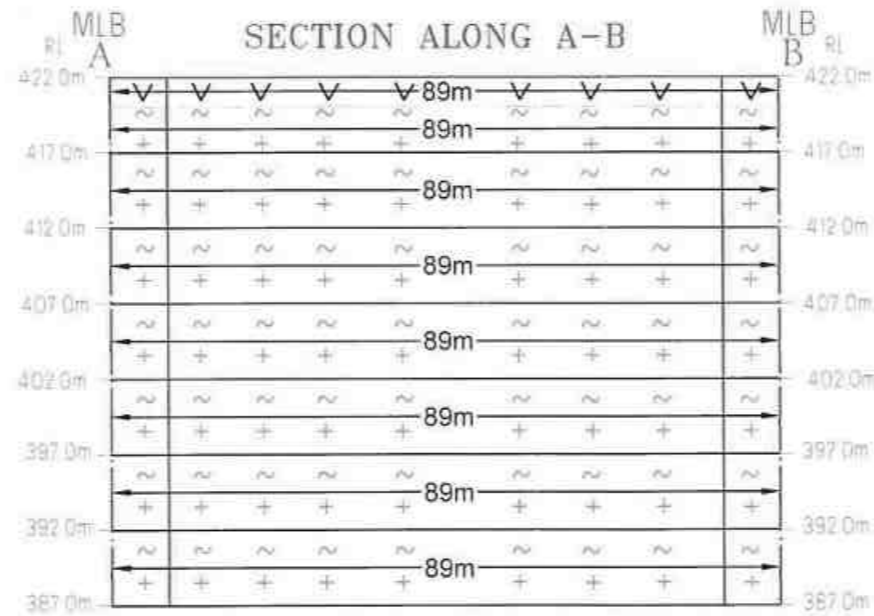 MLB SECTION ALONG A-B MLB
RL A B RL
422.0m 89m 422.0m
89m
417.0m 417.0m
89m
412.0m 412.0m
89m
407.0m 407.0m
89m
402.0m 402.0m
89m
397.0m 397.0m
89m
392.0m 392.0m
89m
387.0m 387.0m